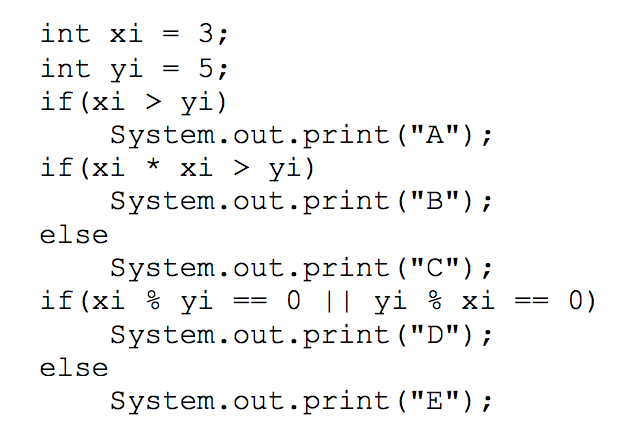 int xi = 3;
int yi = 5;
if(xi > yi)
    System.out.print("A");
if(xi * xi > yi)
    System.out.print("B");
else
    System.out.print("C");
if(xi % yi == 0 || yi % xi == 0)
    System.out.print("D");
else
    System.out.print("E");